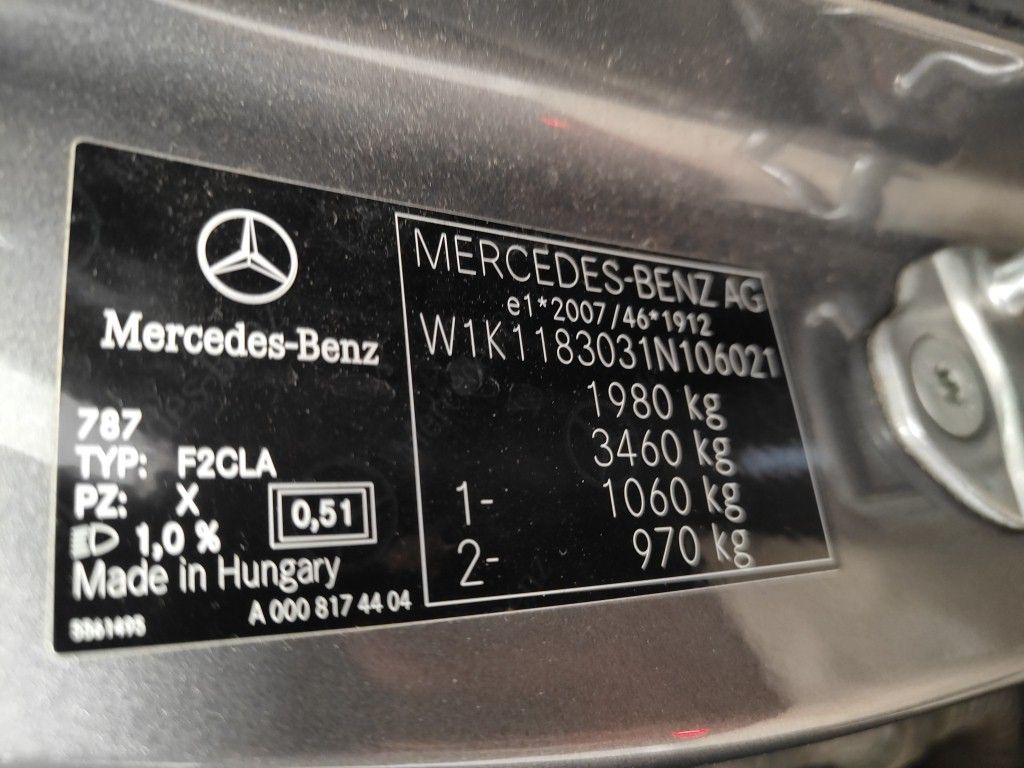 Mercedes-Benz
787
TYP: F2CLA
PZ: X
1,0 %
0,51
Made in Hungary
A 000 817 44 04
MERCEDES-BENZ AG
e1*2007/46*1912
W1K1183031N106021
1980 kg
3460 kg
1- 1060 kg
2- 970 kg